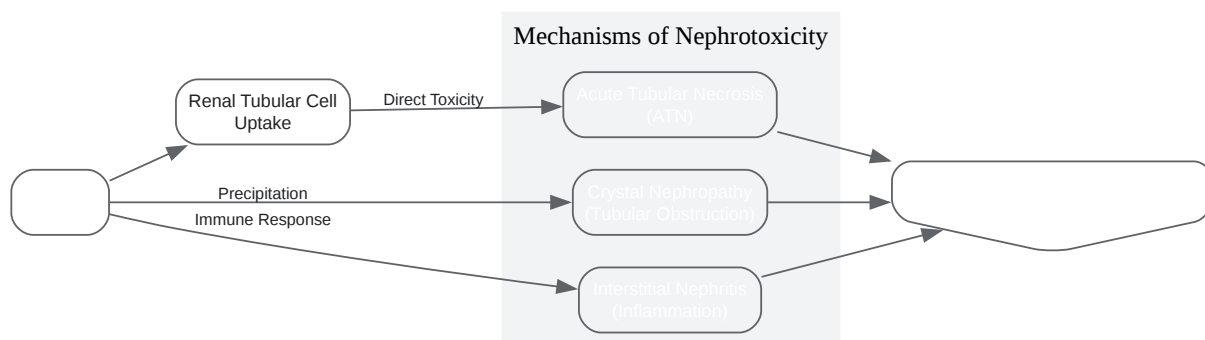 Mechanisms of Nephrotoxicity
Renal Tubular Cell
Uptake
Direct Toxicity
Acute Tubular Necrosis
(ATN)
Precipitation
Crystal Nephropathy
(Tubular Obstruction)
Immune Response
Interstitial Nephritis
(Inflammation)